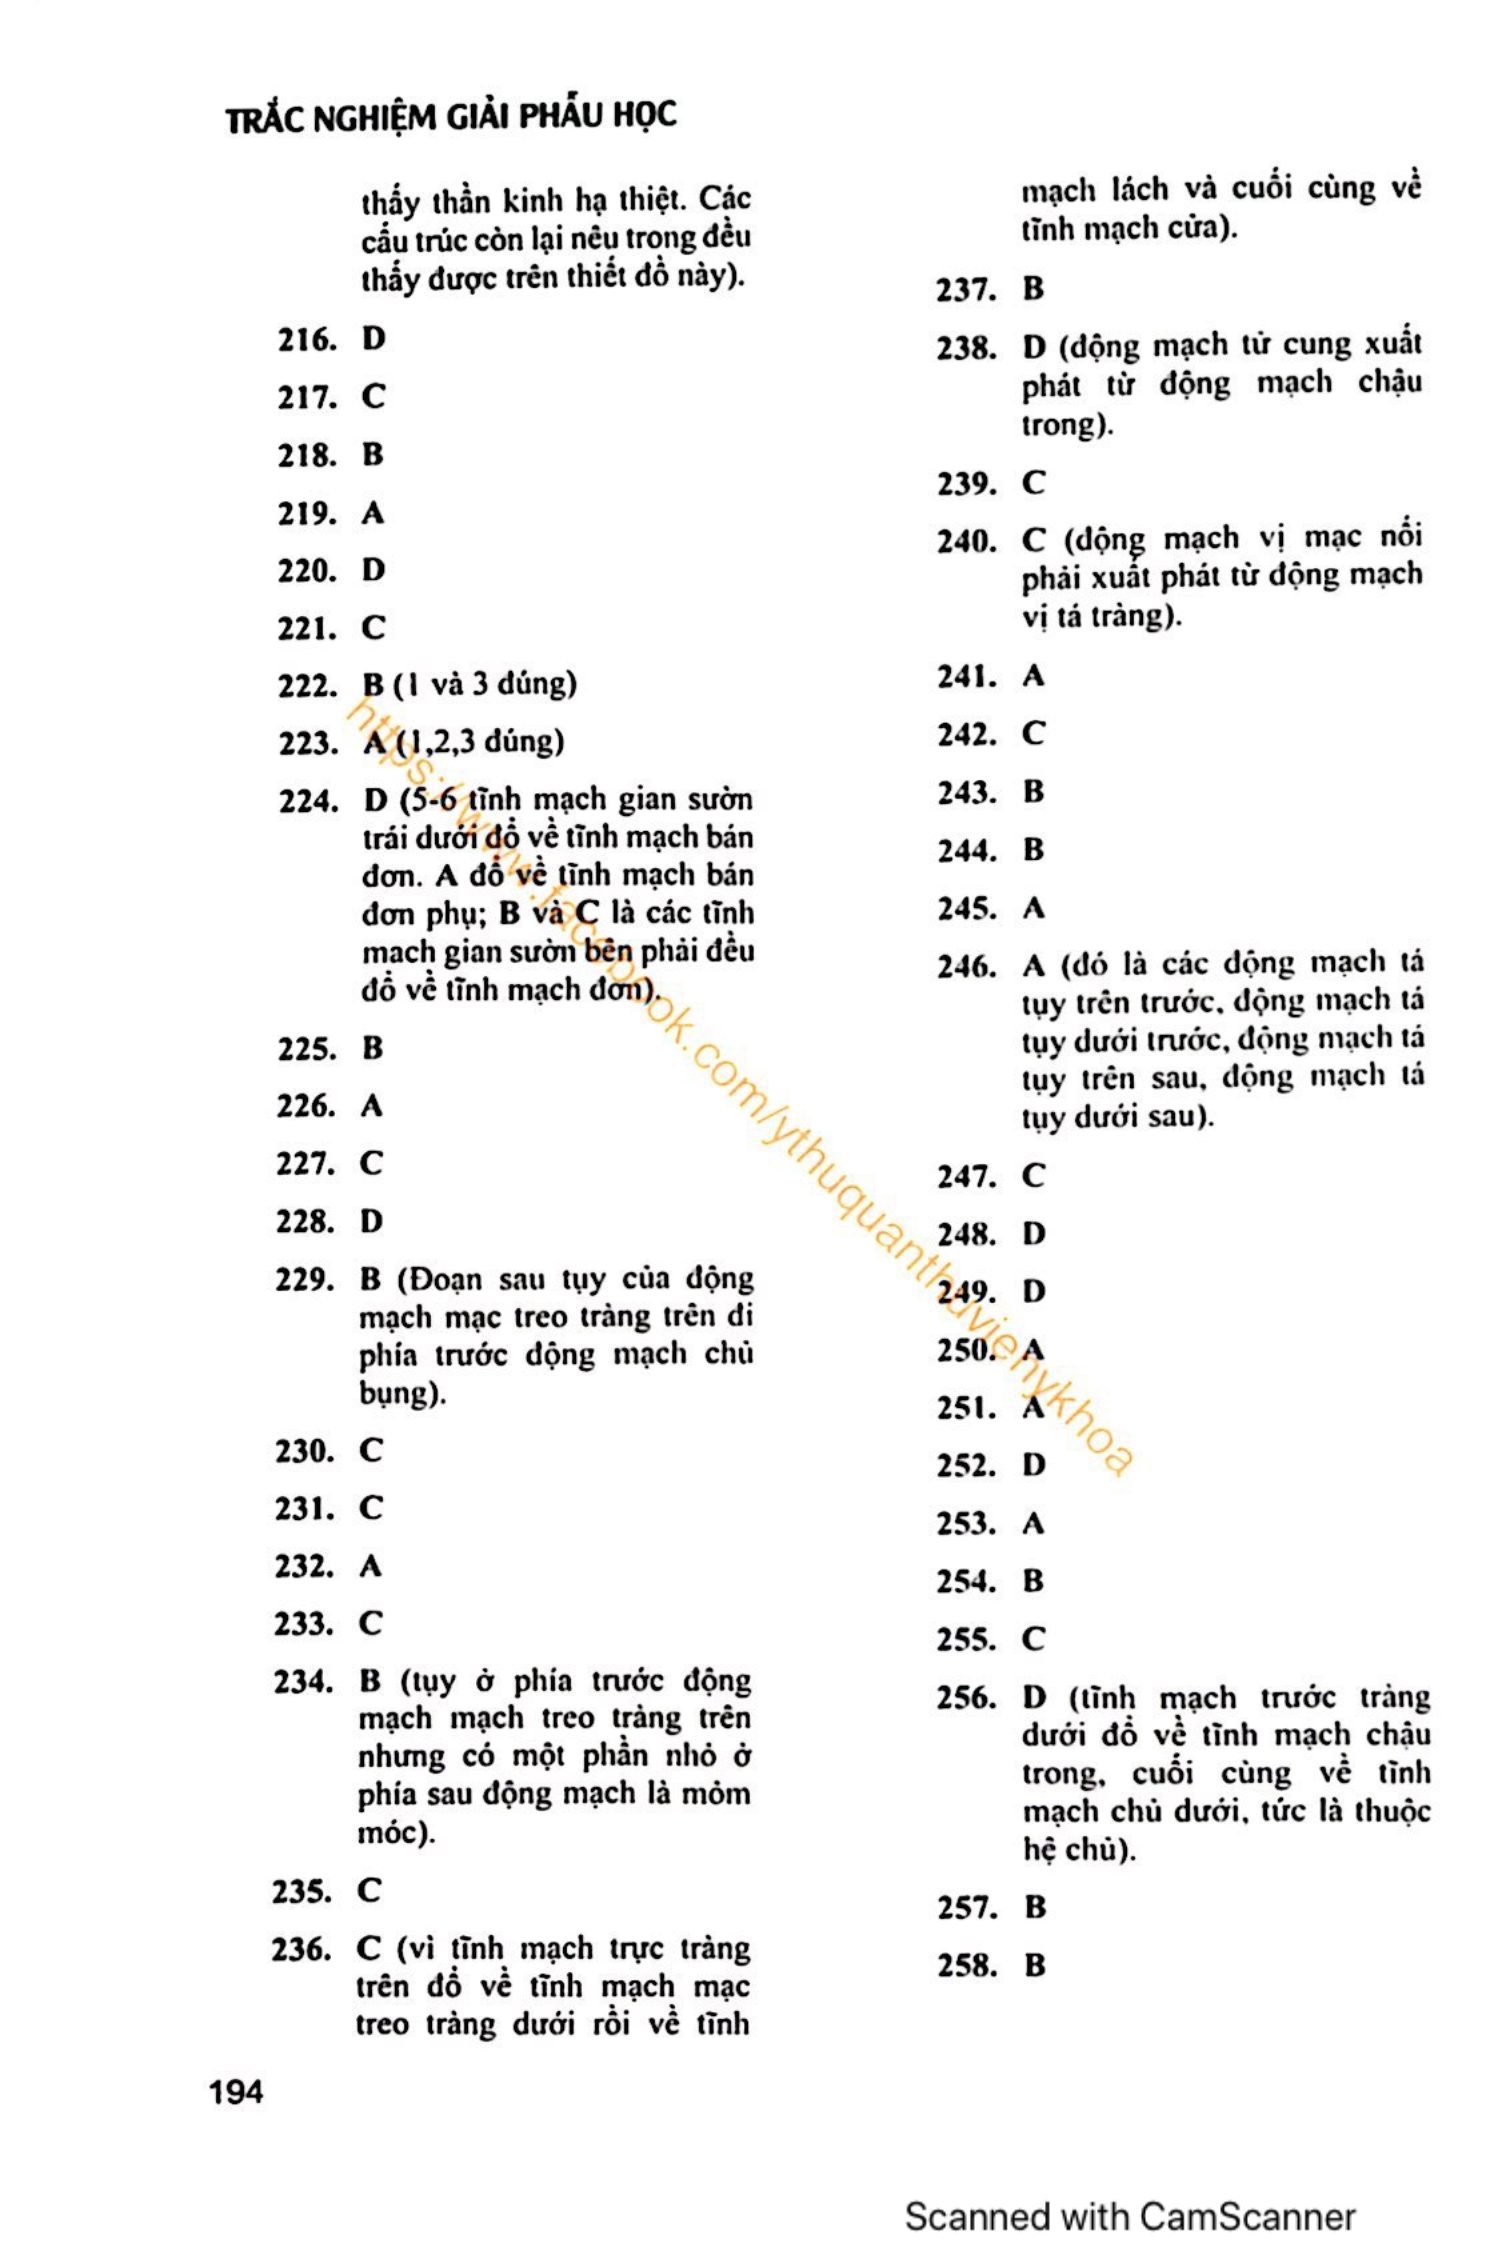 TRẮC NGHIỆM GIẢI PHẪU HỌC
thấy thần kinh hạ thiệt. Các
cấu trúc còn lại nêu trong đều
thấy được trên thiết đồ này).
216. D
217. C
218. B
219. A
220. D
221. C
222. B (1 và 3 đúng)
223. A (1,2,3 đúng)
224. D (5-6 tĩnh mạch gian sườn
trái dưới đổ về tĩnh mạch bán
đơn. A đổ về tĩnh mạch bán
đơn phụ; B và C là các tĩnh
mạch gian sườn bên phải đều
đổ về tĩnh mạch đơn).
225. B
226. A
227. C
228. D
229. B (Đoạn sau tụy của động
mạch mạc treo tràng trên đi
phía trước động mạch chủ
bụng).
230. C
231. C
232. A
233. C
234. B (tụy ở phía trước động
mạch mạch treo tràng trên
nhưng có một phần nhỏ ở
phía sau động mạch là mỏm
móc).
235. C
236. C (vì tĩnh mạch trực tràng
trên đổ về tĩnh mạch mạc
treo tràng dưới rồi về tĩnh
mạch lách và cuối cùng về
tĩnh mạch cửa).
237. B
238. D (động mạch tử cung xuất
phát từ động mạch chậu
trong).
239. C
240. C (động mạch vị mạc nối
phải xuất phát từ động mạch
vị tá tràng).
241. A
242. C
243. B
244. B
245. A
246. A (đó là các động mạch tá
tụy trên trước, động mạch tá
tụy dưới trước, động mạch tá
tụy trên sau, động mạch tá
tụy dưới sau).
247. C
248. D
249. D
250. A
251. A
252. D
253. A
254. B
255. C
256. D (tĩnh mạch trước tràng
dưới đổ về tĩnh mạch chậu
trong, cuối cùng về tĩnh
mạch chủ dưới, tức là thuộc
hệ chủ).
257. B
258. B
https://www.facebook.com/ythuquanthuvienykhoa
194
Scanned with CamScanner